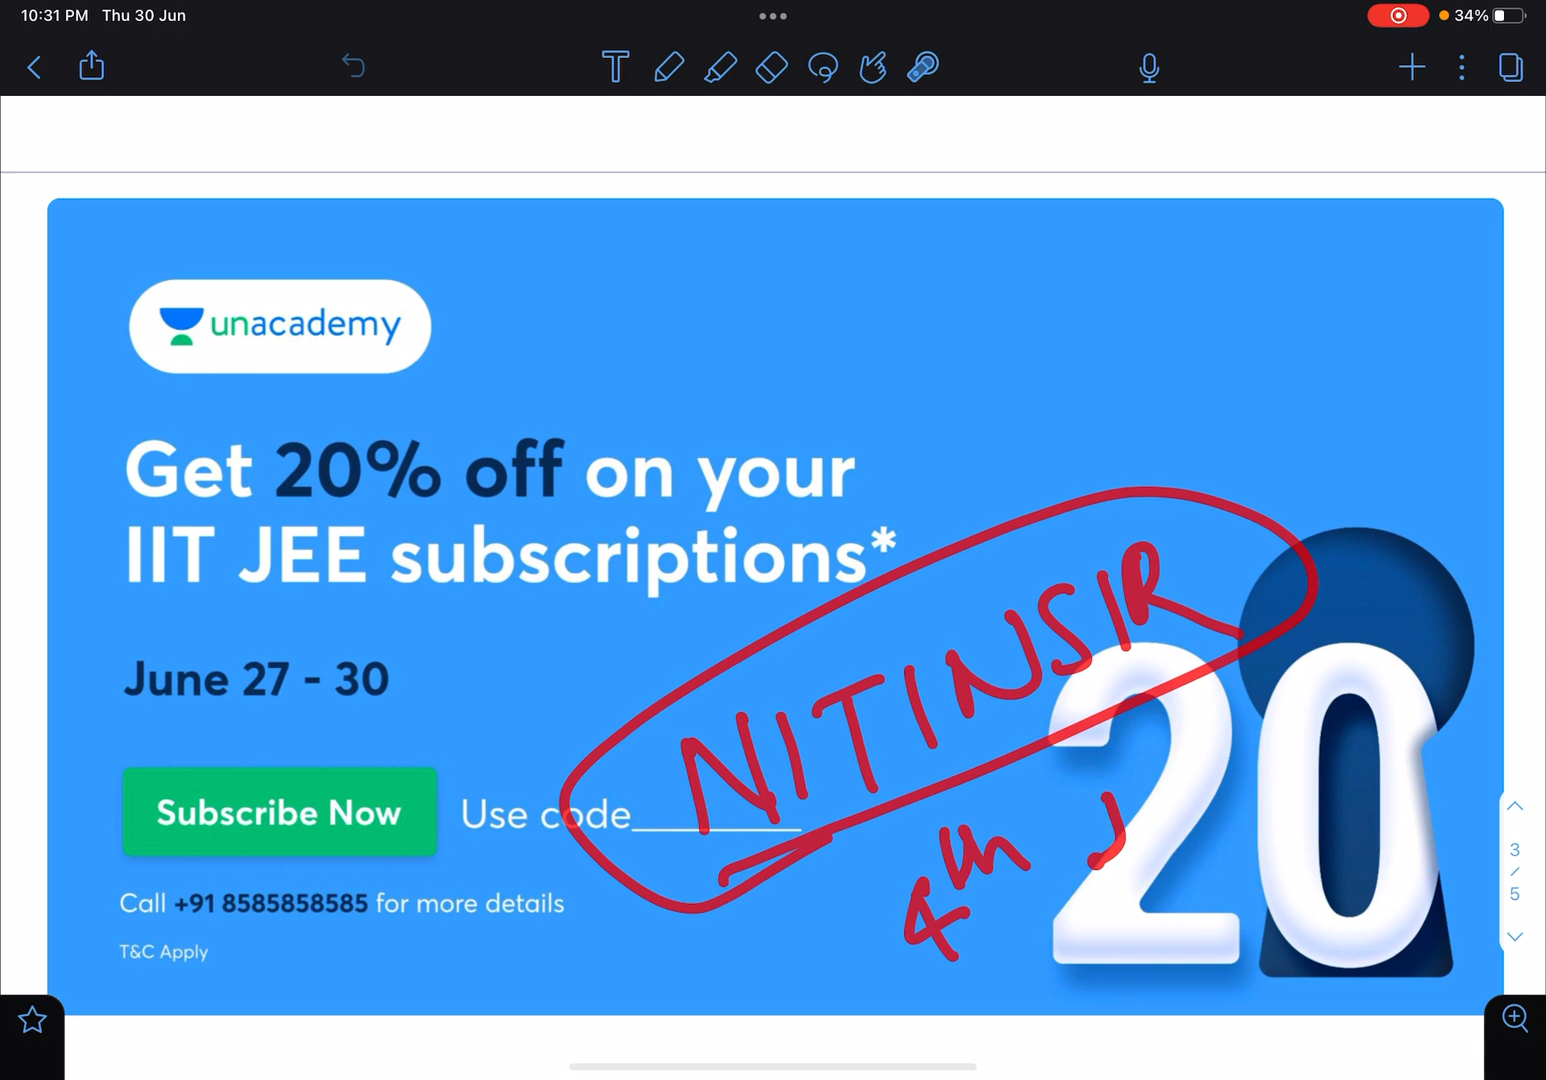 10:31 PM Thu 30 Jun
34%
unacademy
Get 20% off on your
IIT JEE subscriptions*
June 27 - 30
NITINSIR
Subscribe Now
Use code__________
4th J
20
Call +91 8585858585 for more details
T&C Apply
3
/
5